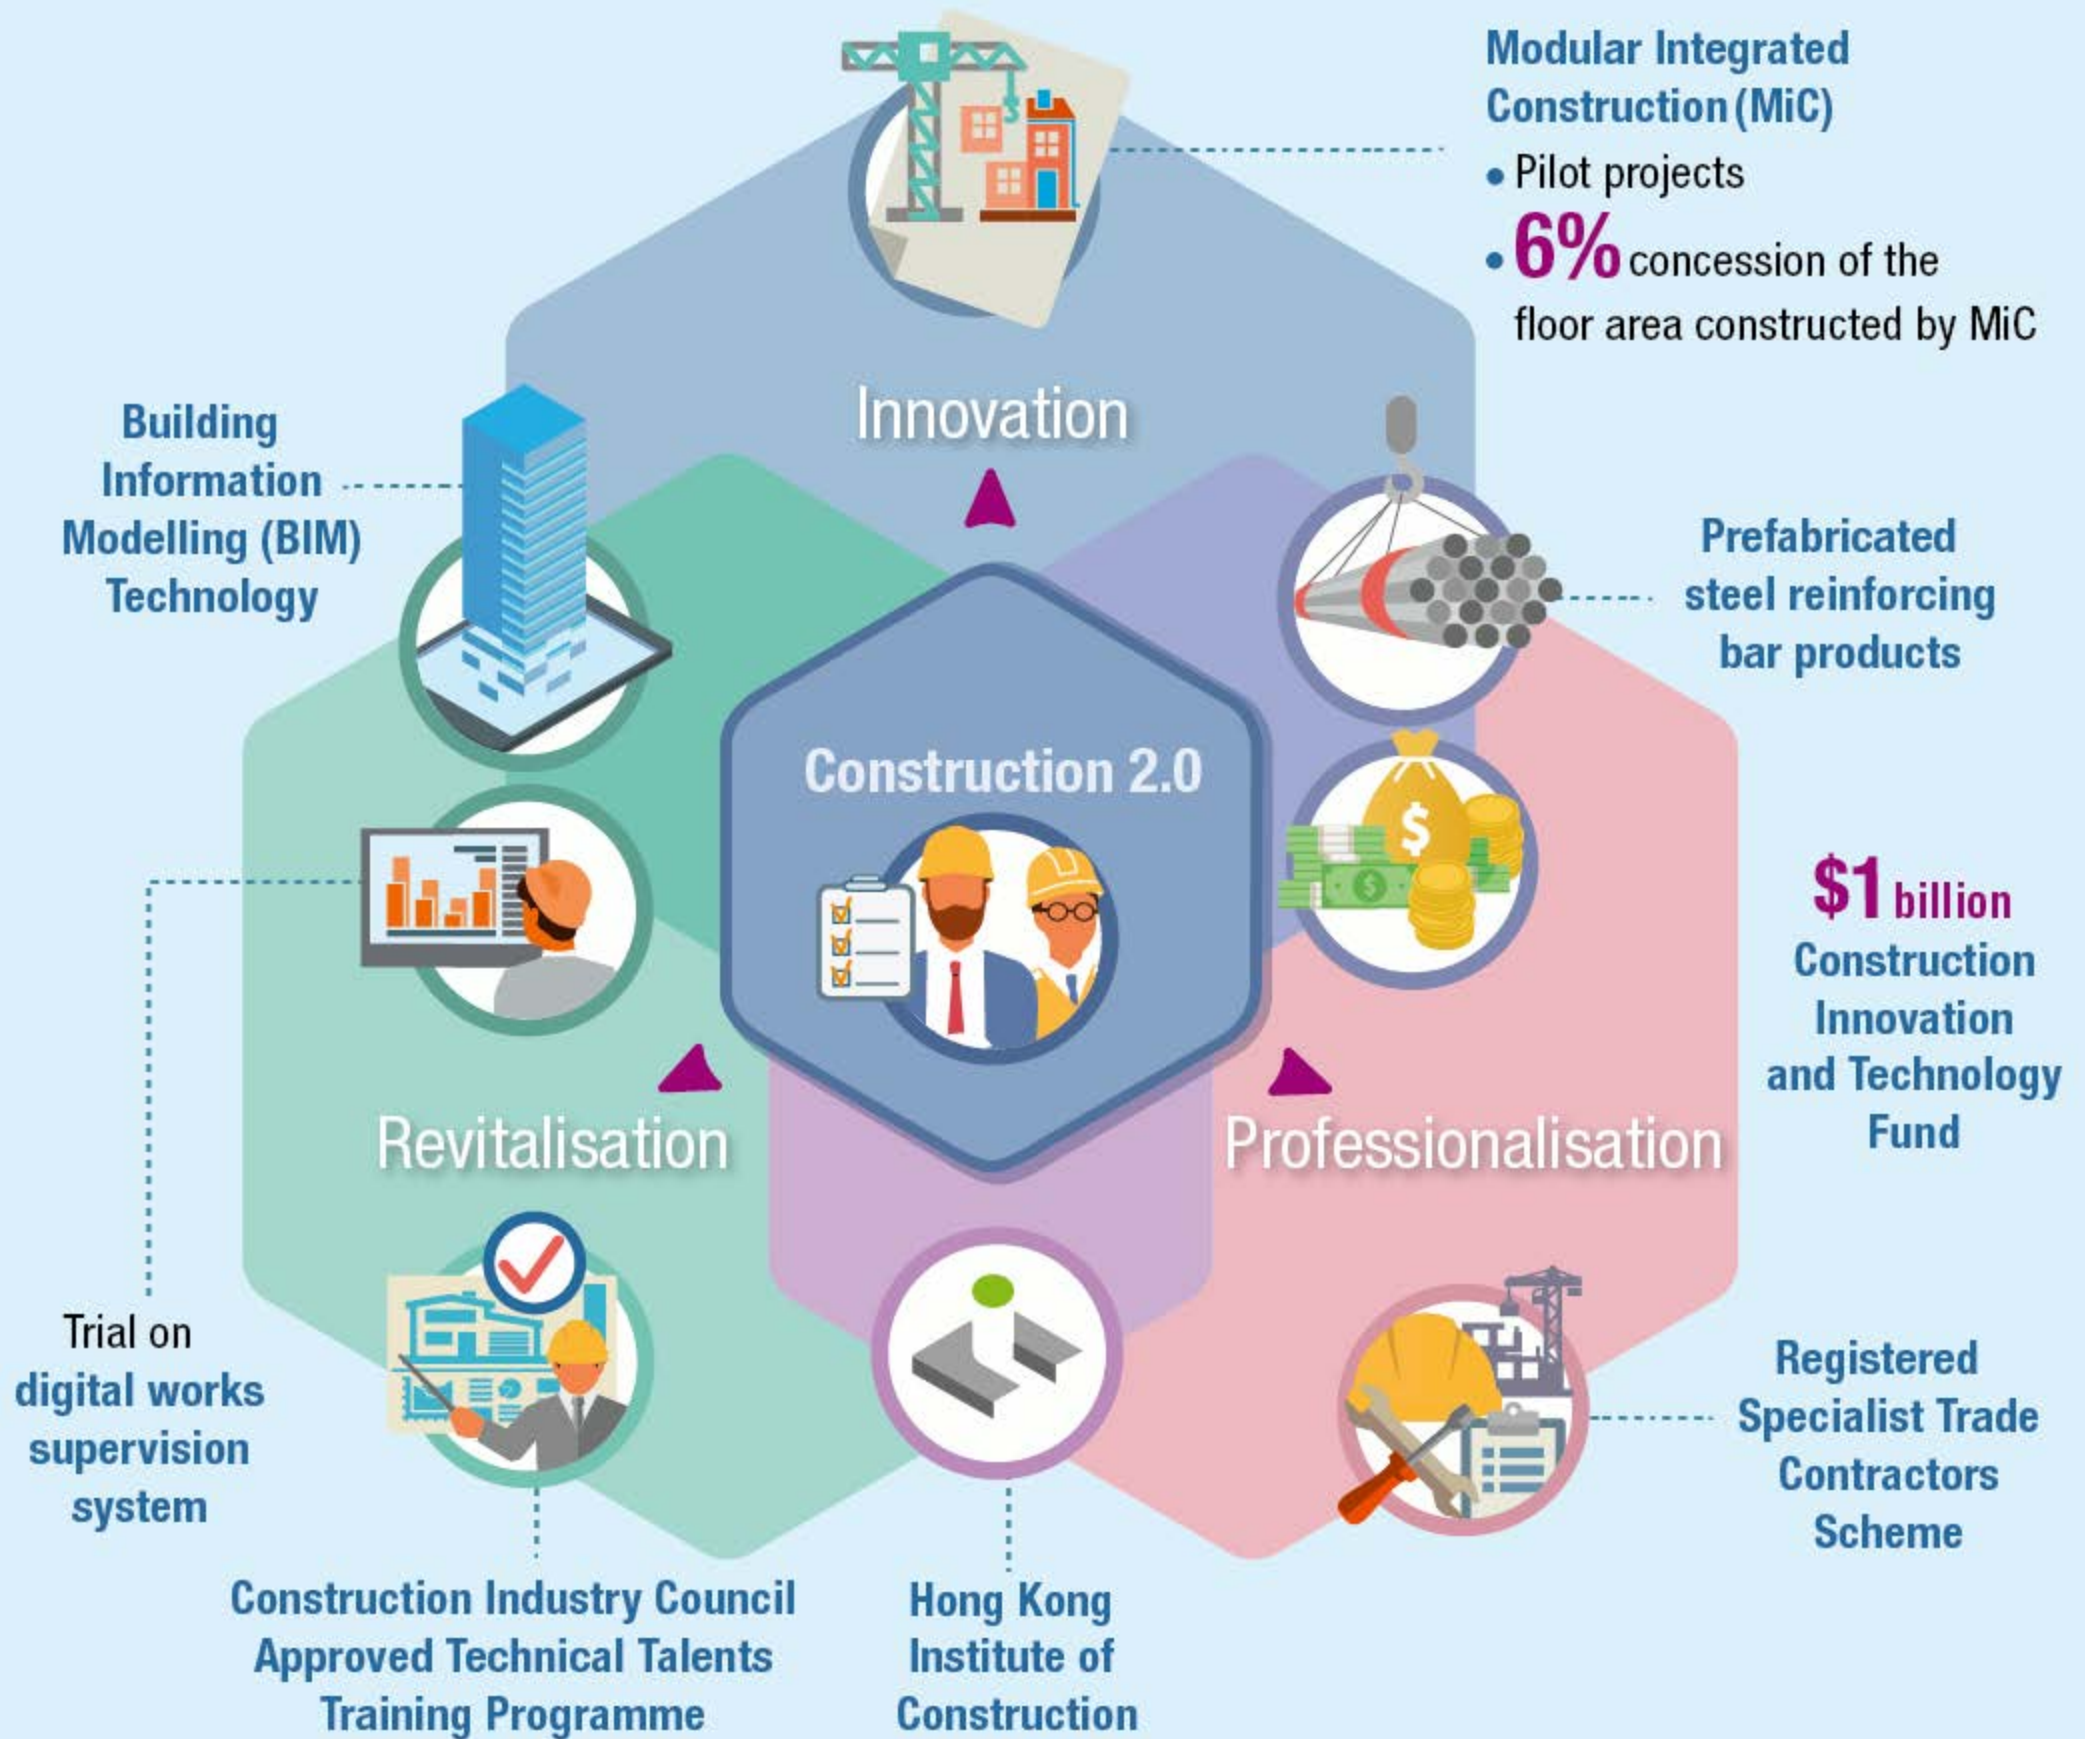 Modular Integrated
Construction (MiC)
• Pilot projects
• 6% concession of the
floor area constructed by MiC
Innovation
Building
Information
Modelling (BIM)
Technology
Prefabricated
steel reinforcing
bar products
Construction 2.0
$1 billion
Construction
Innovation
and Technology
Fund
Revitalisation
Professionalisation
Trial on
digital works
supervision
system
Registered
Specialist Trade
Contractors
Scheme
Construction Industry Council
Approved Technical Talents
Training Programme
Hong Kong
Institute of
Construction